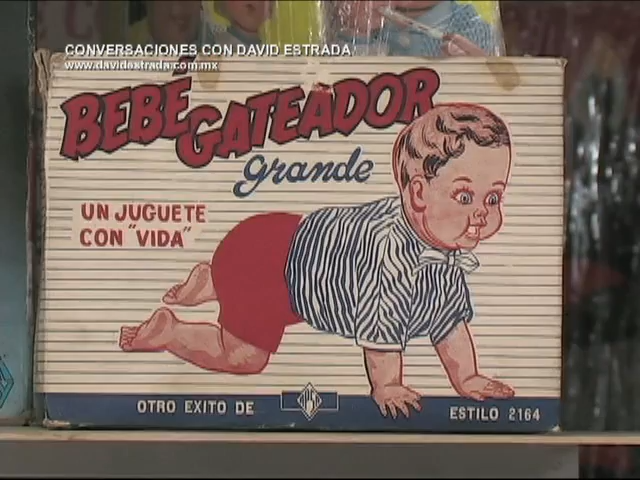 CONVERSACIONES CON DAVID ESTRADA
www.davidestrada.com.mx
BEBÉ GATEADOR
grande
UN JUGUETE
CON "VIDA"
OTRO EXITO DE
ESTILO 2164